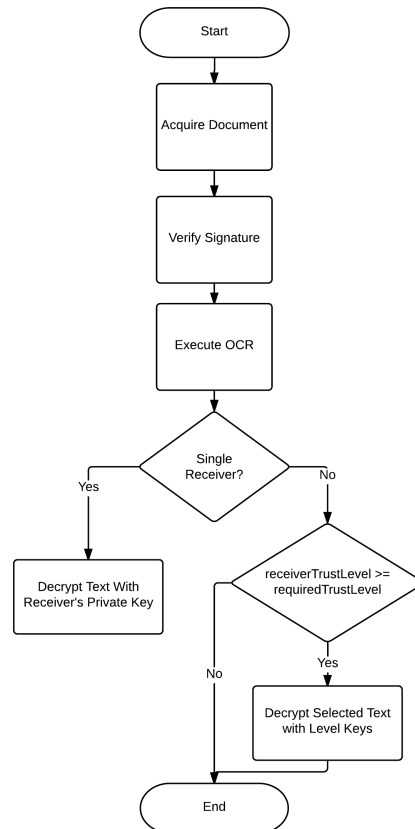 Start
Acquire Document
Verify Signature
Execute OCR
Single
Receiver?
Yes
No
Decrypt Text With
Receiver's Private Key
receiverTrustLevel >=
requiredTrustLevel
No
Yes
Decrypt Selected Text
with Level Keys
End